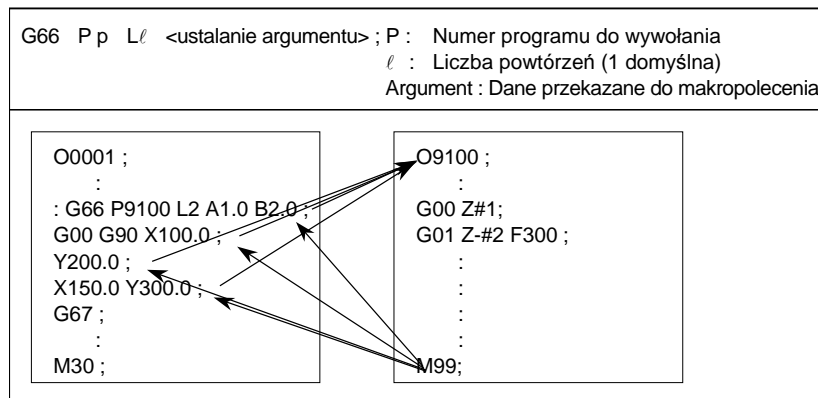 G66 P p Lℓ <ustalanie argumentu> ; P : Numer programu do wywołania
ℓ : Liczba powtórzeń (1 domyślna)
Argument : Dane przekazane do makropolecenia
O0001 ;
:
: G66 P9100 L2 A1.0 B2.0 ;
G00 G90 X100.0 ;
Y200.0 ;
X150.0 Y300.0 ;
G67 ;
:
M30 ;
O9100 ;
:
G00 Z#1;
G01 Z-#2 F300 ;
:
:
:
:
M99;